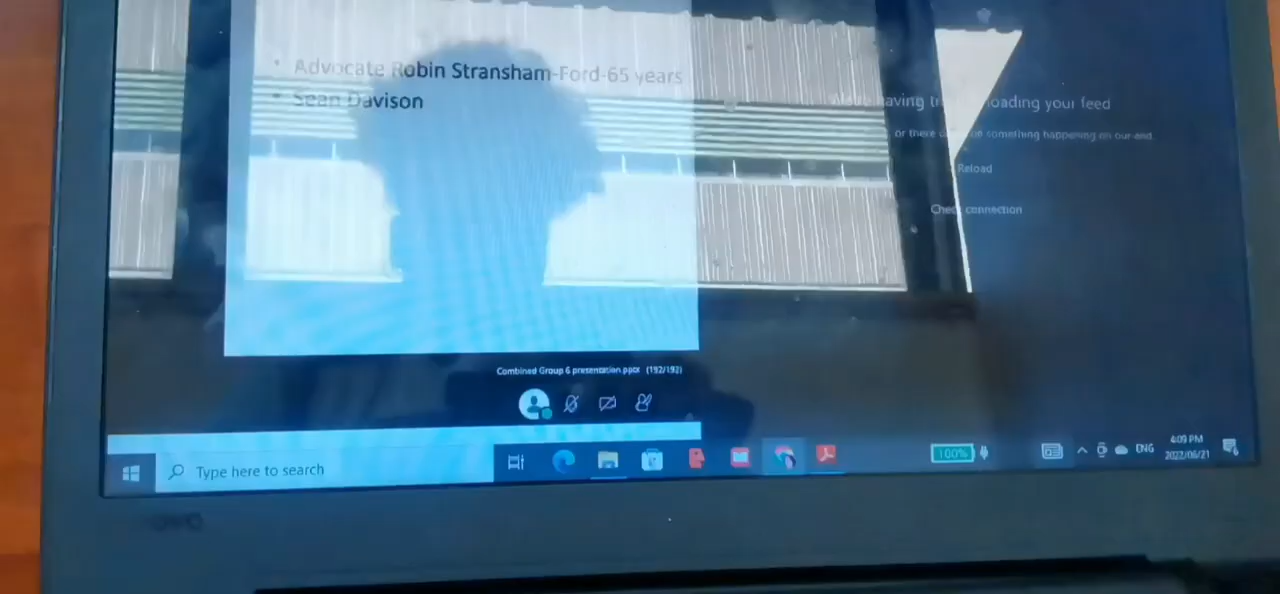 • Advocate Robin Stransham-Ford-65 years
• Sean Davison
loading your feed
or there
something happening on our end.
Reload
Check connection
Combined Group 6 presentation.pptx (192/192)
Type here to search
100%
ENG
4:09 PM
2022/06/21